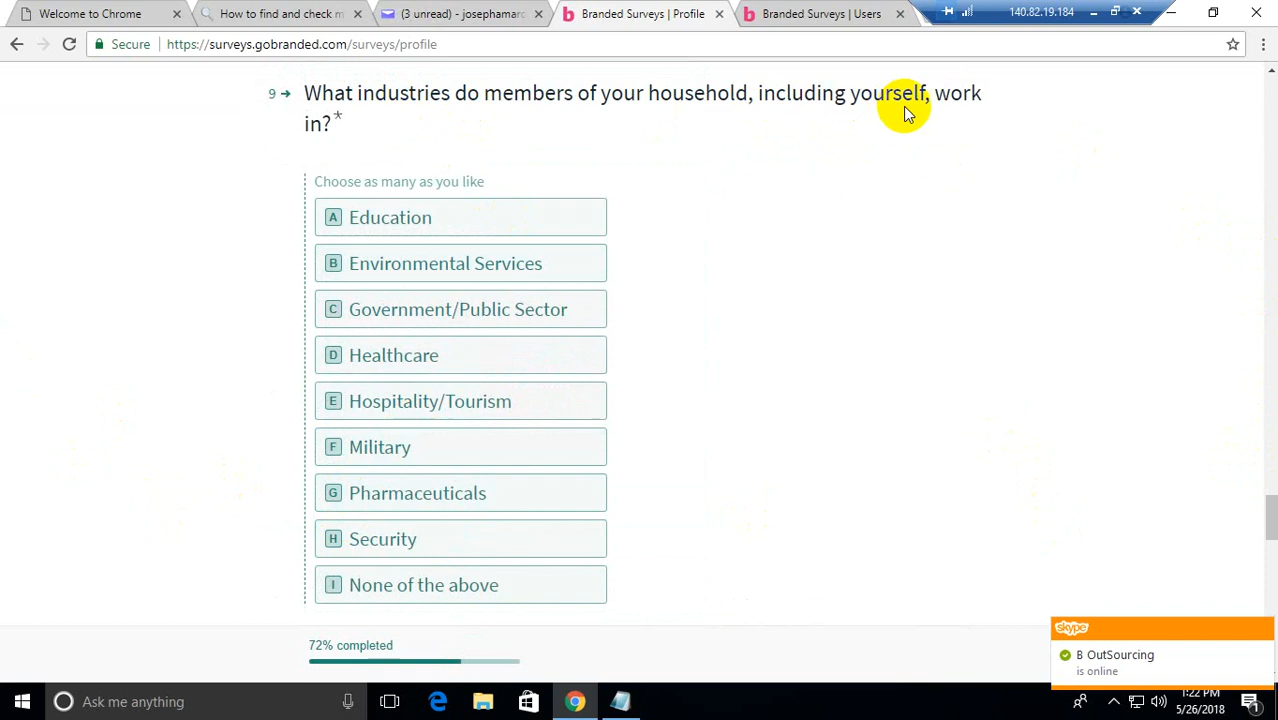 Welcome to Chrome
How to find and check m
(3 unread) - josephamarc
Branded Surveys | Profile
Branded Surveys | Users
140.82.19.184
Secure
https://surveys.gobranded.com/surveys/profile
9 What industries do members of your household, including yourself, work
in?*
Choose as many as you like
A Education
B Environmental Services
C Government/Public Sector
D Healthcare
E Hospitality/Tourism
F Military
G Pharmaceuticals
H Security
I None of the above
72% completed
skype
B OutSourcing
is online
Ask me anything
1:22 PM
5/26/2018
1